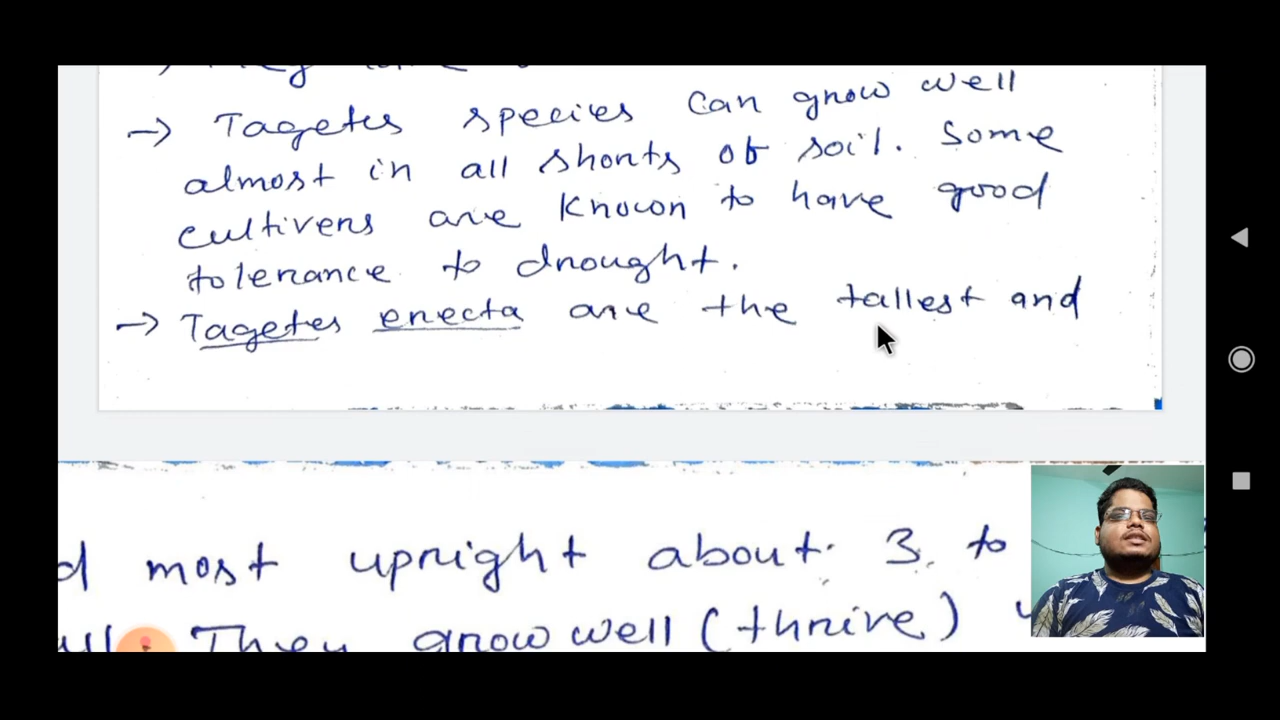 → Tagetes species can grow well
almost in all shorts of soil. Some
cultivers are known to have good
tolerance to drought.
→ Tagetes erecta are the tallest and
most upright about 3 to
They grow well (thrive)